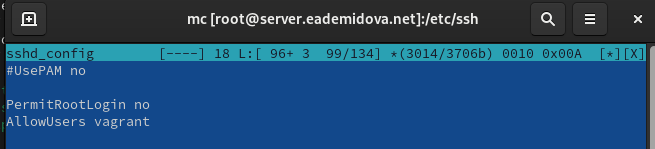 mc [root@server.eademidova.net]:/etc/ssh
sshd_config [----] 18 L:[ 96+ 3 99/134] *(3014/3706b) 0010 0x00A [*][X]
#UsePAM no
PermitRootLogin no
AllowUsers vagrant